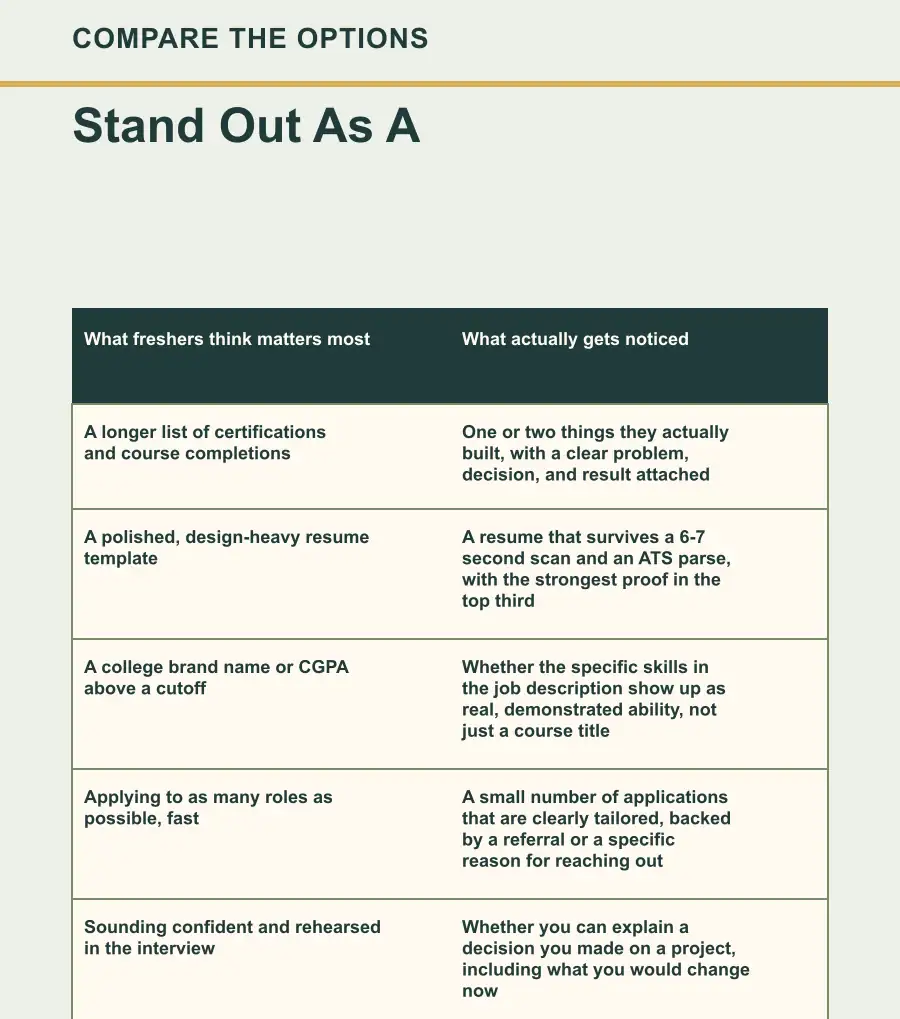 COMPARE THE OPTIONS
Stand Out As A
What freshers think matters most
What actually gets noticed
A longer list of certifications
and course completions
One or two things they actually
built, with a clear problem,
decision, and result attached
A polished, design-heavy resume
template
A resume that survives a 6-7
second scan and an ATS parse,
with the strongest proof in the
top third
A college brand name or CGPA
above a cutoff
Whether the specific skills in
the job description show up as
real, demonstrated ability, not
just a course title
Applying to as many roles as
possible, fast
A small number of applications
that are clearly tailored, backed
by a referral or a specific
reason for reaching out
Sounding confident and rehearsed
in the interview
Whether you can explain a
decision you made on a project,
including what you would change
now